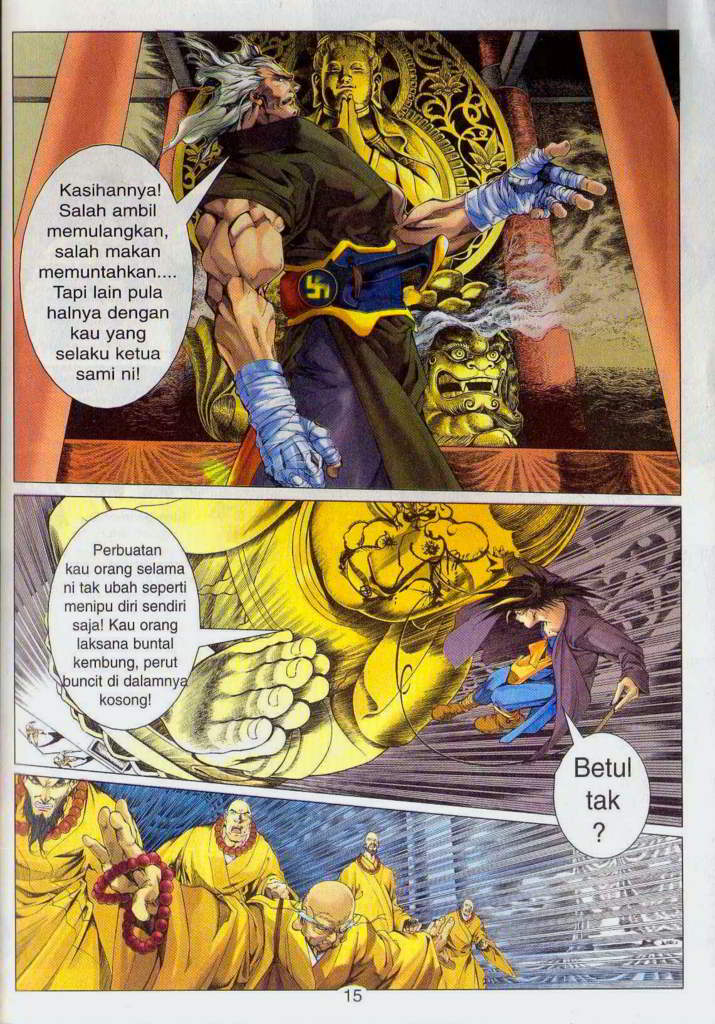 Kasihannya!
Salah ambil
memulangkan,
salah makan
memuntahkan....
Tapi lain pula
halnya dengan
kau yang
selaku ketua
sami ni!
Perbuatan
kau orang selama
ni tak ubah seperti
menipu diri sendiri
saja! Kau orang
laksana buntal
kembung, perut
buncit di dalamnya
kosong!
Betul
tak
?
15